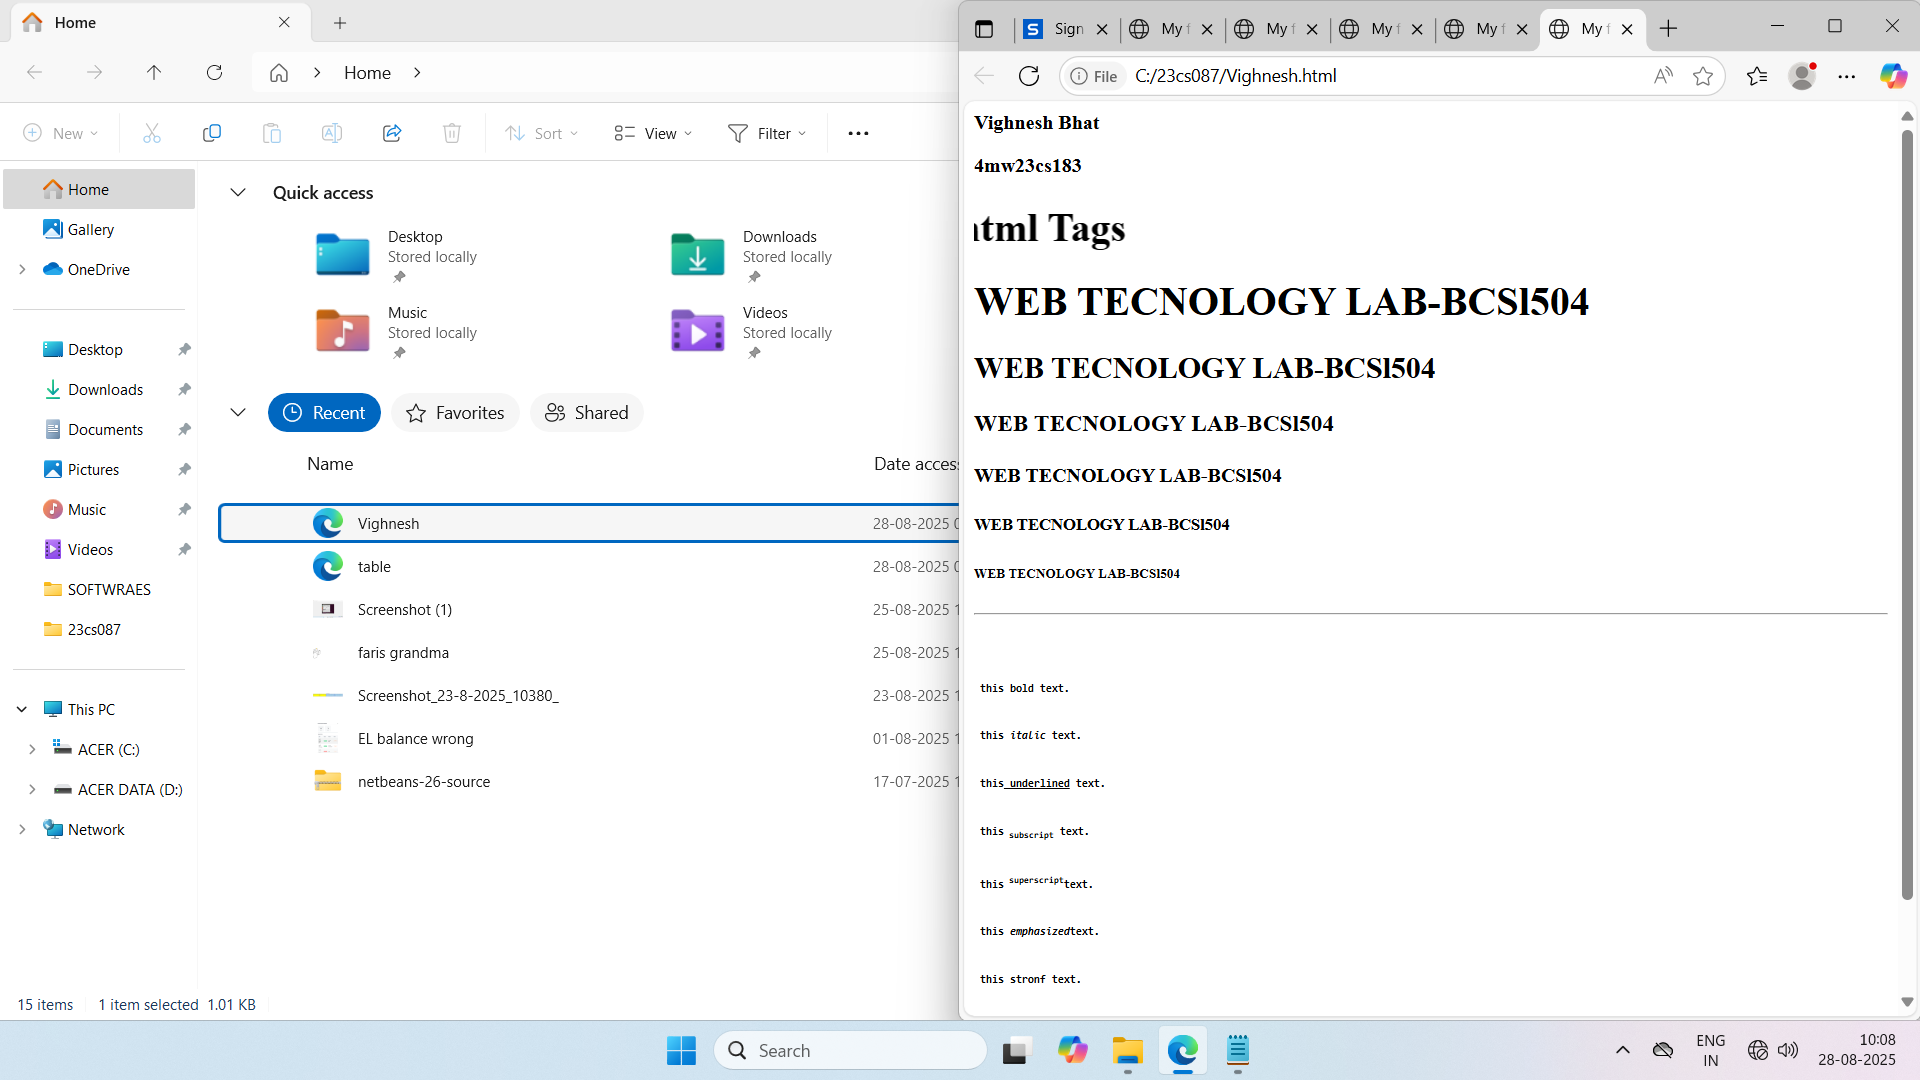 Home
Home
New
Sort
View
Filter
Home
Gallery
OneDrive
Desktop
Downloads
Documents
Pictures
Music
Videos
SOFTWRAES
23cs087
This PC
ACER (C:)
ACER DATA (D:)
Network
Quick access
Desktop
Stored locally
Downloads
Stored locally
Music
Stored locally
Videos
Stored locally
Recent
Favorites
Shared
Name
Vighnesh 28-08-2025
table 28-08-2025
Screenshot (1) 25-08-2025
faris grandma 25-08-2025
Screenshot_23-8-2025_10380_ 23-08-2025
EL balance wrong 01-08-2025
netbeans-26-source 17-07-2025
15 items 1 item selected 1.01 KB
Sign My My My My My
File C:/23cs087/Vighnesh.html
Vighnesh Bhat
4mw23cs183
tml Tags
WEB TECNOLOGY LAB-BCSl504
WEB TECNOLOGY LAB-BCSl504
WEB TECNOLOGY LAB-BCSl504
WEB TECNOLOGY LAB-BCSl504
WEB TECNOLOGY LAB-BCSl504
WEB TECNOLOGY LAB-BCSl504
this bold text.
this italic text.
this underlined text.
this subscript text.
this superscripttext.
this emphasizedtext.
this stronf text.
Search
ENG
IN
10:08
28-08-2025